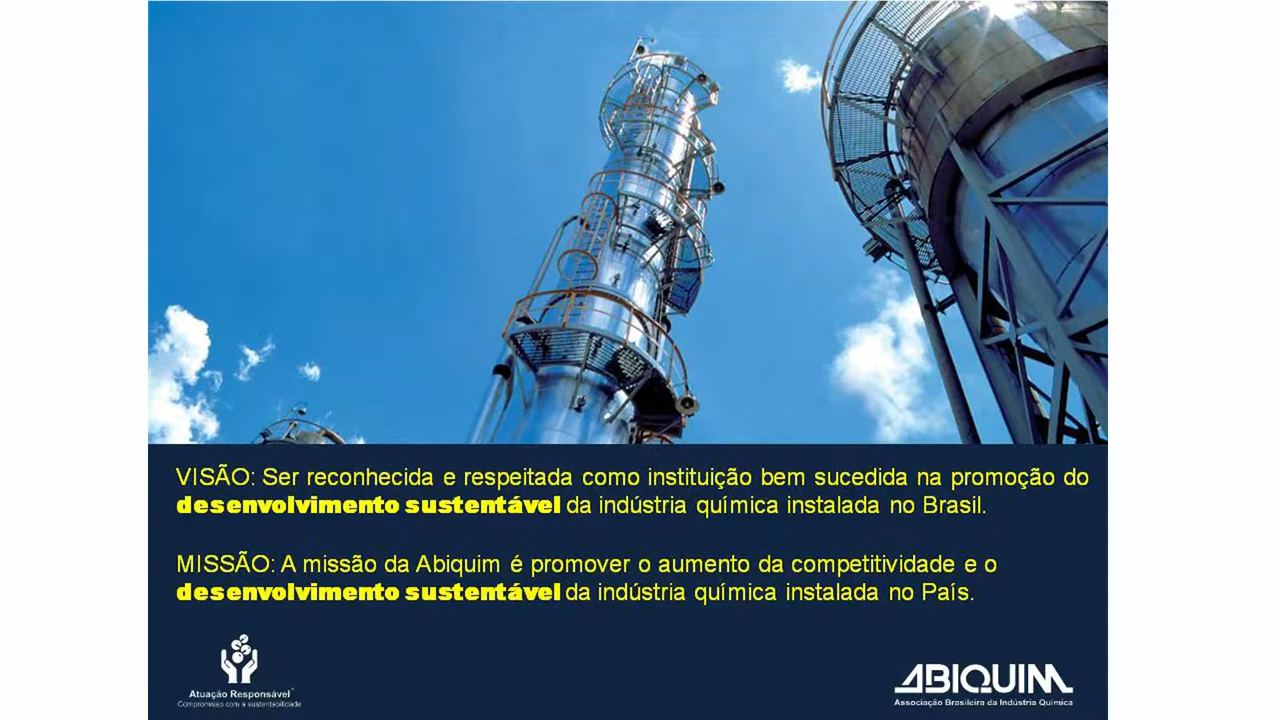 VISÃO: Ser reconhecida e respeitada como instituição bem sucedida na promoção do
desenvolvimento sustentável da indústria química instalada no Brasil.
MISSÃO: A missão da Abiquim é promover o aumento da competitividade e o
desenvolvimento sustentável da indústria química instalada no País.
Atuação Responsável
Compromisso com a sustentabilidade
ABIQUIM
Associação Brasileira da Indústria Química